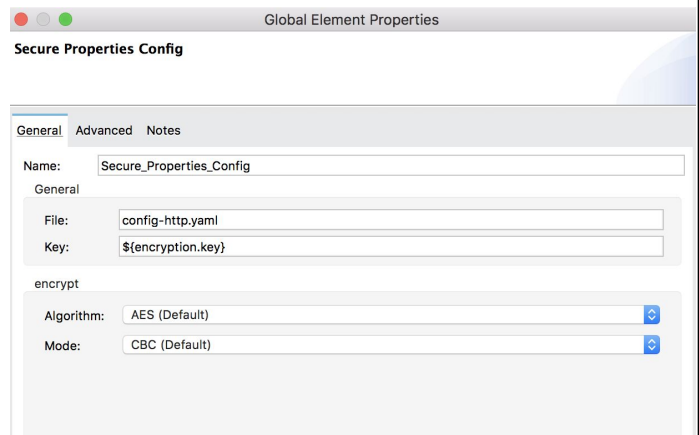 Global Element Properties
Secure Properties Config
General Advanced Notes
Name: Secure_Properties_Config
General
File: config-http.yaml
Key: ${encryption.key}
encrypt
Algorithm: AES (Default)
Mode: CBC (Default)